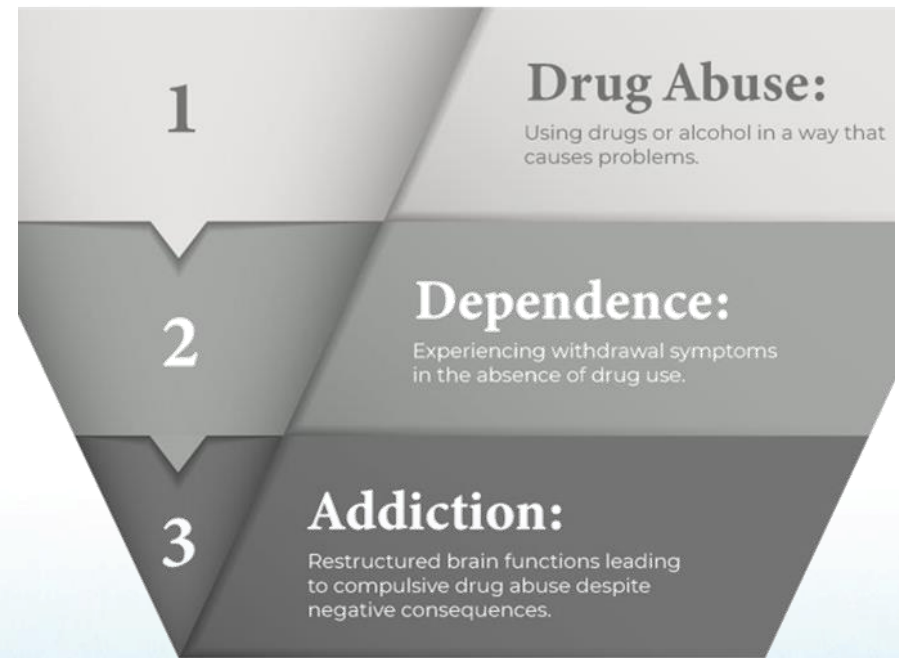 1
Drug Abuse:
Using drugs or alcohol in a way that
causes problems.
2
Dependence:
Experiencing withdrawal symptoms
in the absence of drug use.
3
Addiction:
Restructured brain functions leading
to compulsive drug abuse despite
negative consequences.